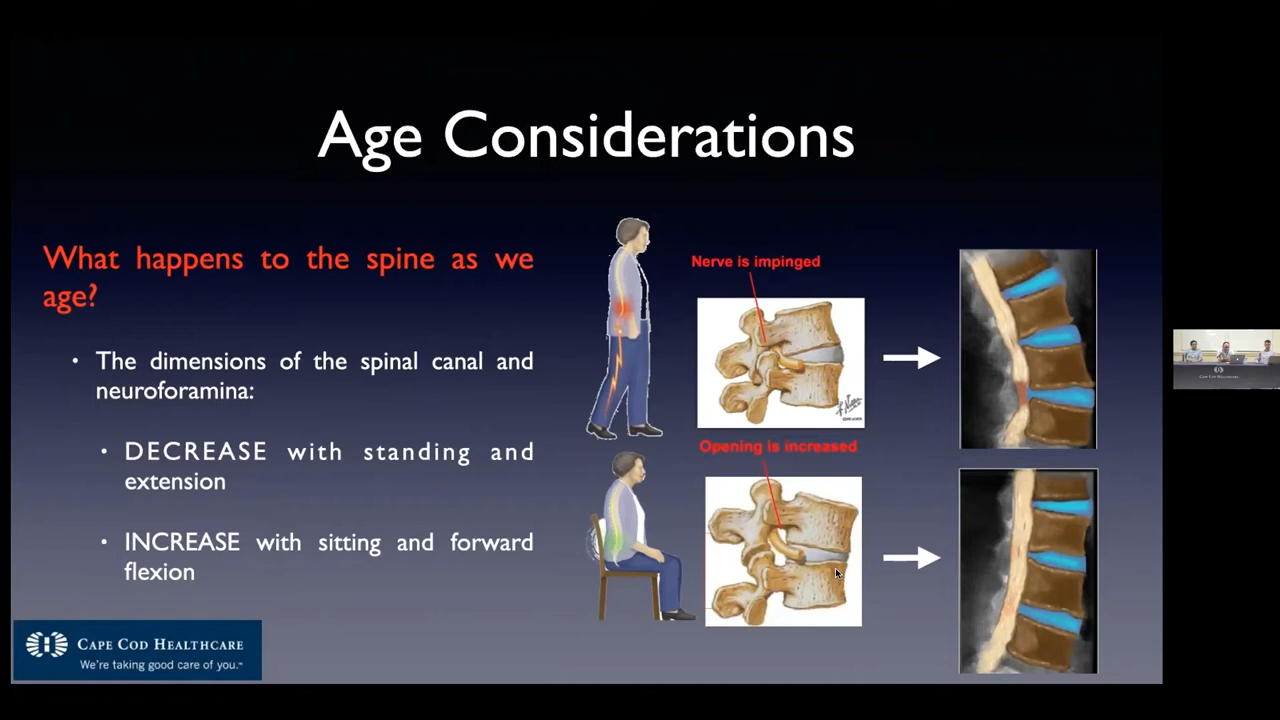 Age Considerations
What happens to the spine as we
age?
• The dimensions of the spinal canal and
neuroforamina:
• DECREASE with standing and
extension
• INCREASE with sitting and forward
flexion
Nerve is impinged
Opening is increased
CAPE COD HEALTHCARE
We're taking good care of you.™